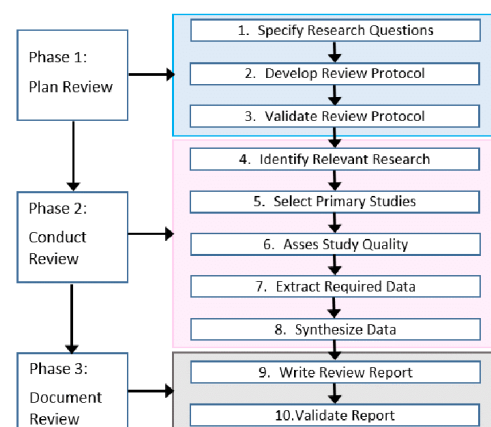 Phase 1:
Plan Review
1. Specify Research Questions
2. Develop Review Protocol
3. Validate Review Protocol
Phase 2:
Conduct
Review
4. Identify Relevant Research
5. Select Primary Studies
6. Asses Study Quality
7. Extract Required Data
8. Synthesize Data
Phase 3:
Document
Review
9. Write Review Report
10.Validate Report